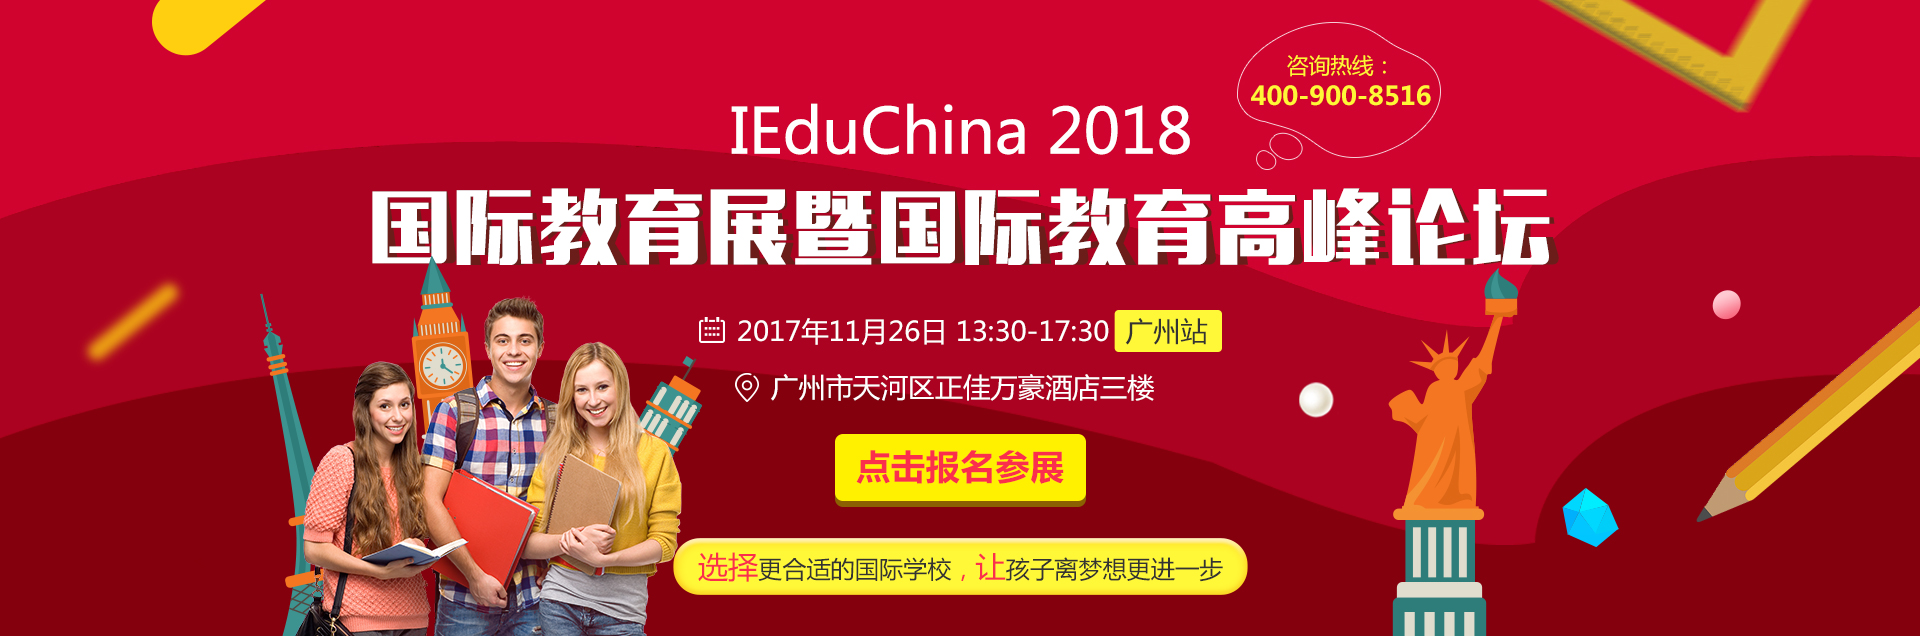 咨询热线：
400-900-8516
IEduChina 2018
国际教育展暨国际教育高峰论坛
2017年11月26日 13:30-17:30 广州站
广州市天河区正佳万豪酒店三楼
点击报名参展
选择更合适的国际学校，让孩子离梦想更进一步